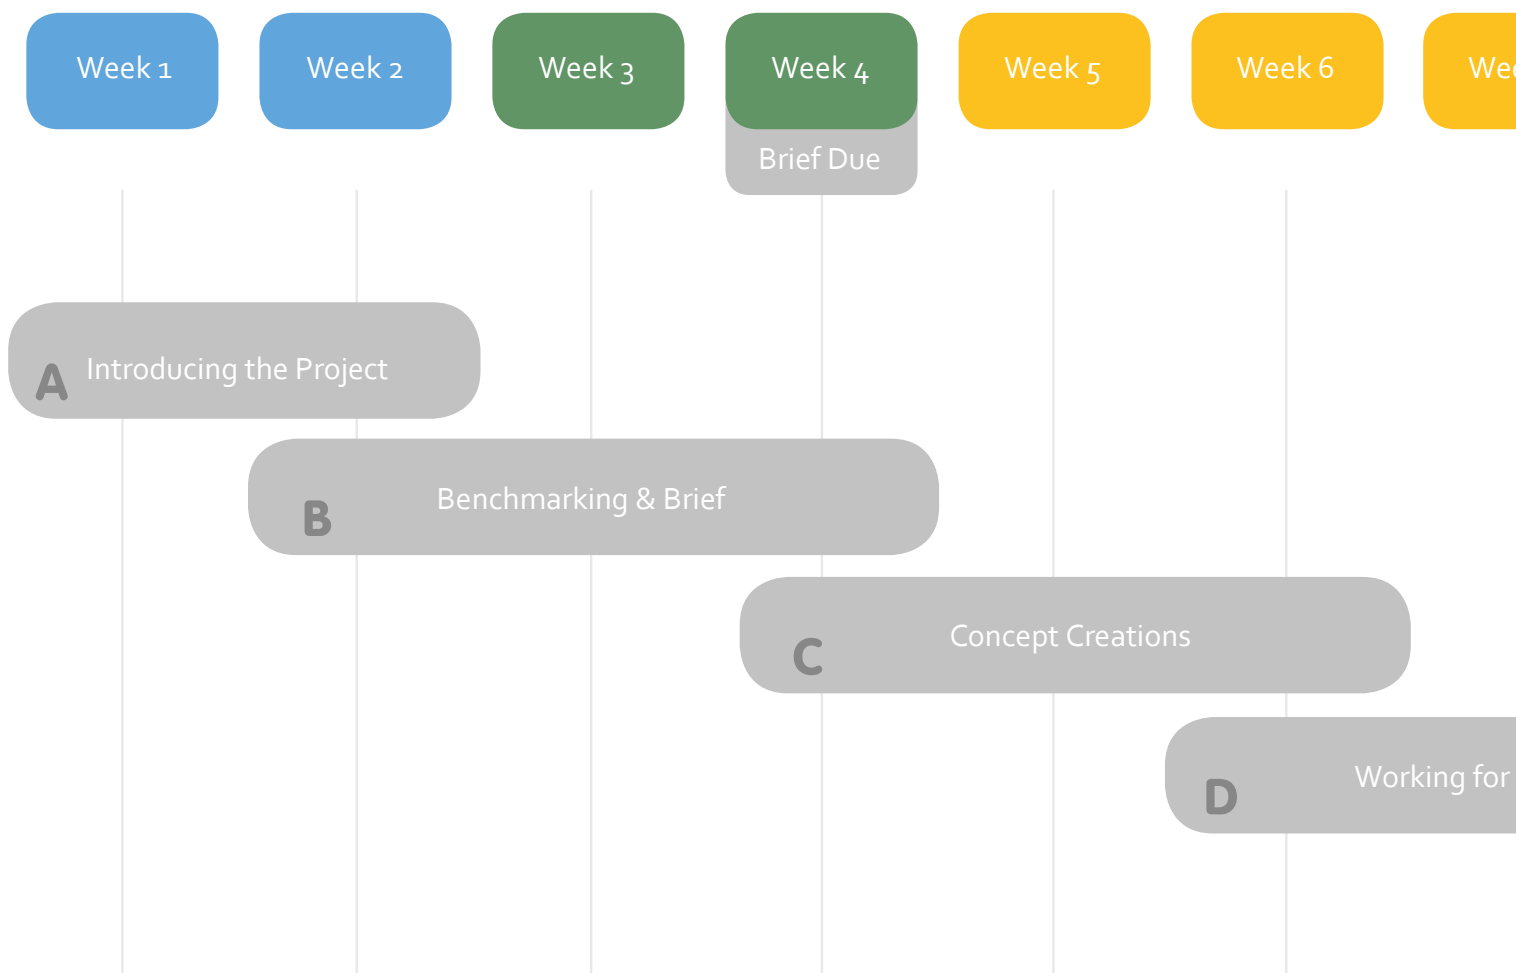 Week 1
Week 2
Week 3
Week 4
Week 5
Week 6
Brief Due
A Introducing the Project
B Benchmarking & Brief
C Concept Creations
D Working for